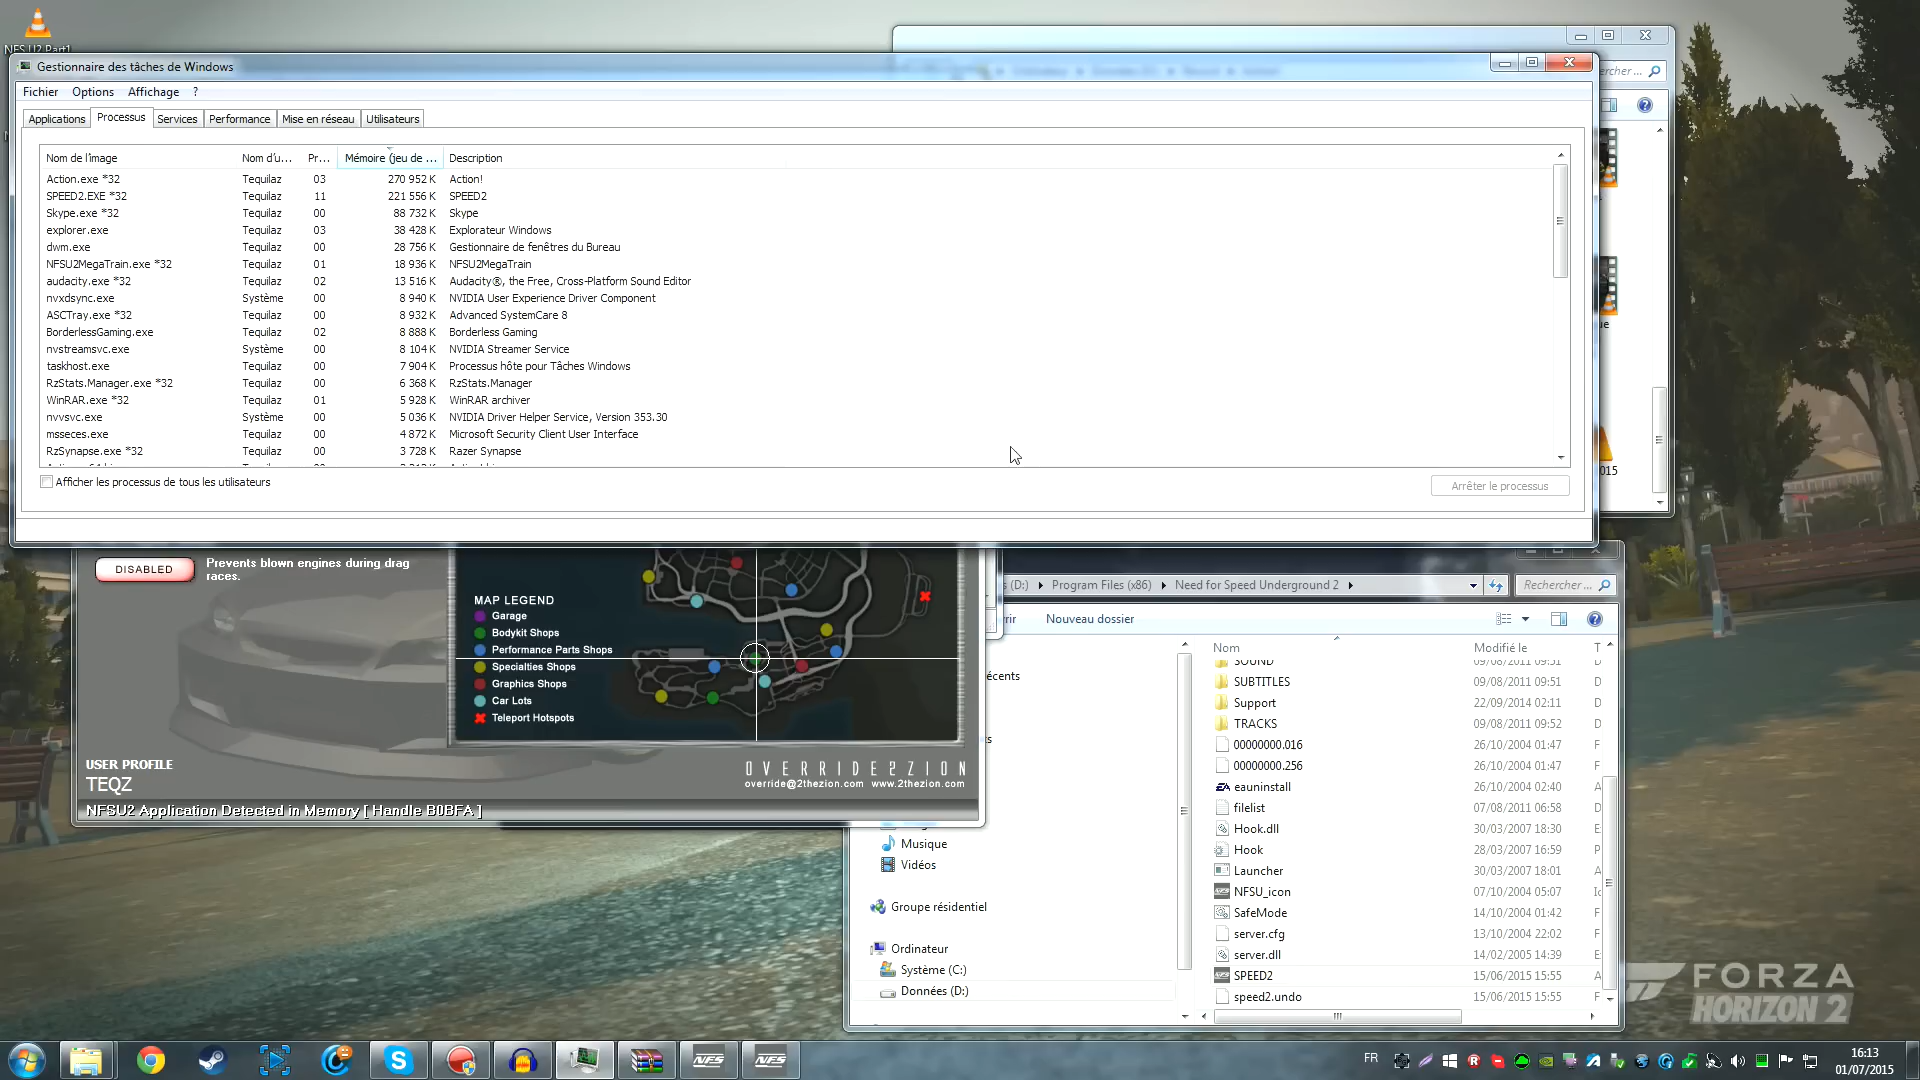 NFS U2 Part1
Gestionnaire des tâches de Windows
Fichier Options Affichage ?
Applications Processus Services Performance Mise en réseau Utilisateurs
Nom de l'image Nom d'u... Pr... Mémoire (jeu de ... Description
Action.exe *32 Tequilaz 03 270 952 K Action!
SPEED2.EXE *32 Tequilaz 11 221 556 K SPEED2
Skype.exe *32 Tequilaz 00 88 732 K Skype
explorer.exe Tequilaz 03 38 428 K Explorateur Windows
dwm.exe Tequilaz 00 28 756 K Gestionnaire de fenêtres du Bureau
NFSU2MegaTrain.exe *32 Tequilaz 01 18 936 K NFSU2MegaTrain
audacity.exe *32 Tequilaz 02 13 516 K Audacity®, the Free, Cross-Platform Sound Editor
nvxdsync.exe Système 00 8 940 K NVIDIA User Experience Driver Component
ASCTray.exe *32 Tequilaz 00 8 932 K Advanced SystemCare 8
BorderlessGaming.exe Tequilaz 02 8 888 K Borderless Gaming
nvstreamsvc.exe Système 00 8 104 K NVIDIA Streamer Service
taskhost.exe Tequilaz 00 7 904 K Processus hôte pour Tâches Windows
RzStats.Manager.exe *32 Tequilaz 00 6 368 K RzStats.Manager
WinRAR.exe *32 Tequilaz 01 5 928 K WinRAR archiver
nvvsvc.exe Système 00 5 036 K NVIDIA Driver Helper Service, Version 353.30
msseces.exe Tequilaz 00 4 872 K Microsoft Security Client User Interface
RzSynapse.exe *32 Tequilaz 00 3 728 K Razer Synapse
Afficher les processus de tous les utilisateurs
Arrêter le processus
ercher ...
ue
015
DISABLED
Prevents blown engines during drag
races.
MAP LEGEND
Garage
Bodykit Shops
Performance Parts Shops
Specialties Shops
Graphics Shops
Car Lots
Teleport Hotspots
USER PROFILE
TEQZ
OVERRIDE2ZION
override@2thezion.com www.2thezion.com
NFSU2 Application Detected in Memory [ Handle B0BFA ]
s (D:) Program Files (x86) Need for Speed Underground 2
Rechercher ...
rir Nouveau dossier
écents
ts
Musique
Vidéos
Groupe résidentiel
Ordinateur
Système (C:)
Données (D:)
Nom Modifié le T
SOUND 09/08/2011 09:51 D
SUBTITLES 09/08/2011 09:51 D
Support 22/09/2014 02:11 D
TRACKS 09/08/2011 09:52 D
00000000.016 26/10/2004 01:47 F
00000000.256 26/10/2004 01:47 F
eauninstall 26/10/2004 02:40 A
filelist 07/08/2011 06:58 F
Hook.dll 30/03/2007 18:30 E
Hook 28/03/2007 16:59 P
Launcher 30/03/2007 18:01 A
NFSU_icon 07/10/2004 05:07 Ic
SafeMode 14/10/2004 01:42 F
server.cfg 13/10/2004 22:02 F
server.dll 14/02/2005 14:39 E
SPEED2 15/06/2015 15:55 A
speed2.undo 15/06/2015 15:55 F
FORZA
HORIZON 2
FR
16:13
01/07/2015